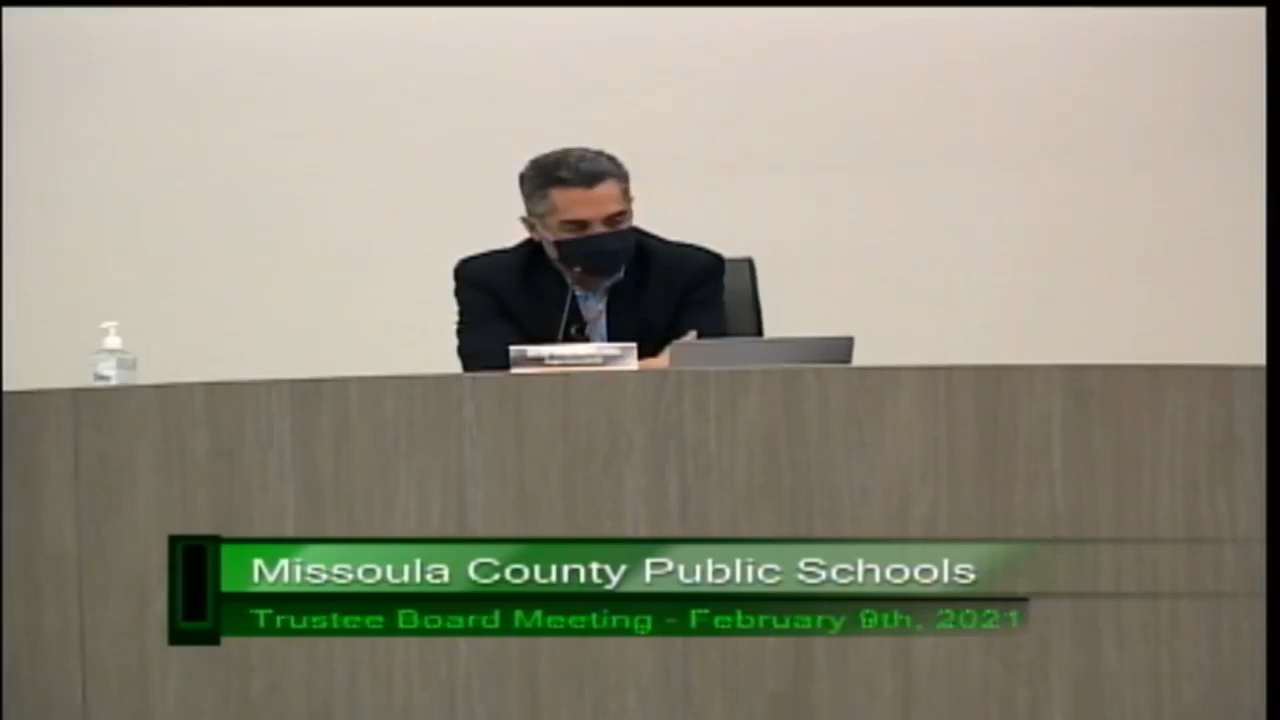 Missoula County Public Schools
Trustee Board Meeting - February 9th, 2021